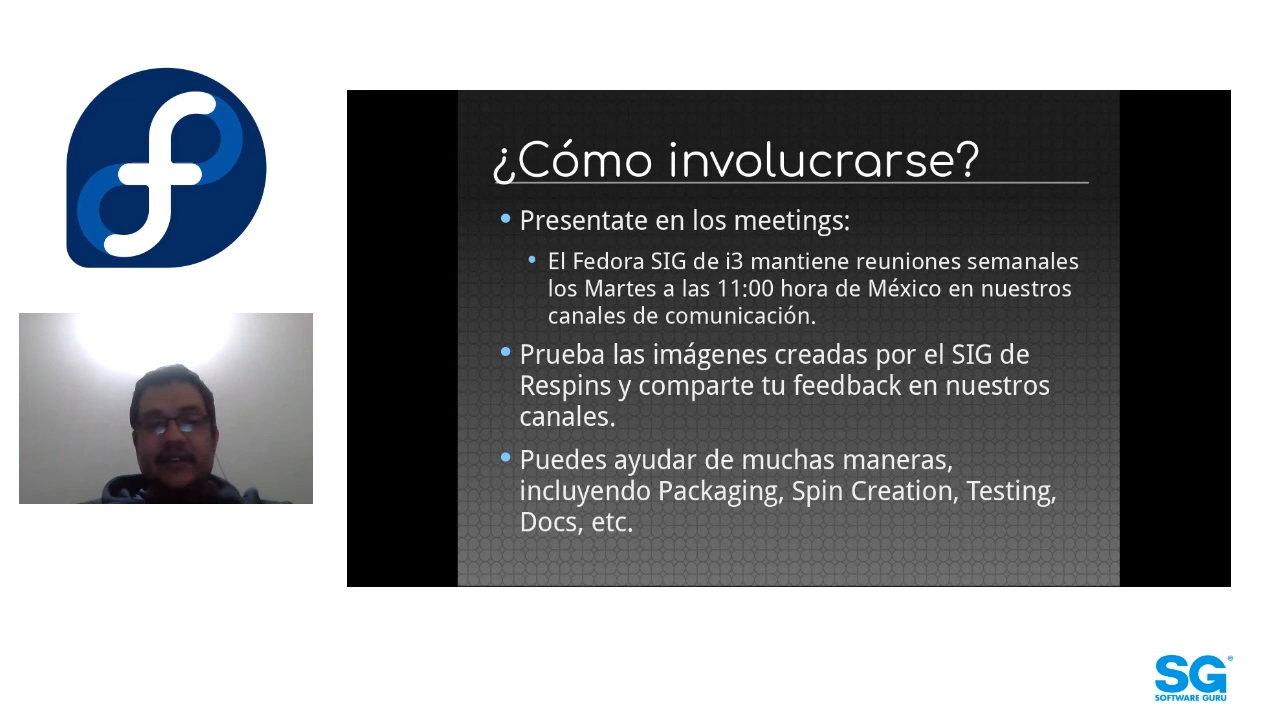 ¿Cómo involucrarse?
Presentate en los meetings:
El Fedora SIG de i3 mantiene reuniones semanales
los Martes a las 11:00 hora de México en nuestros
canales de comunicación.
Prueba las imágenes creadas por el SIG de
Respins y comparte tu feedback en nuestros
canales.
Puedes ayudar de muchas maneras,
incluyendo Packaging, Spin Creation, Testing,
Docs, etc.
SG®
SOFTWARE GURU